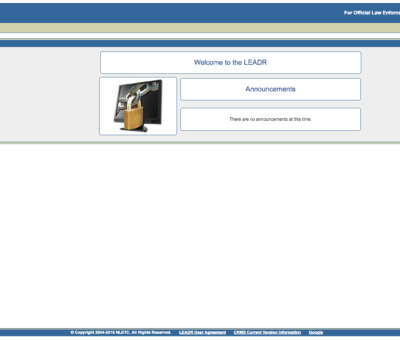 For Official Law Enforce
Welcome to the LEADR
Announcements
There are no announcements at this time.
© Copyright 2004-2015 NLETC. All Rights Reserved. LEADR User Agreement CRIMS Current Version Information Google